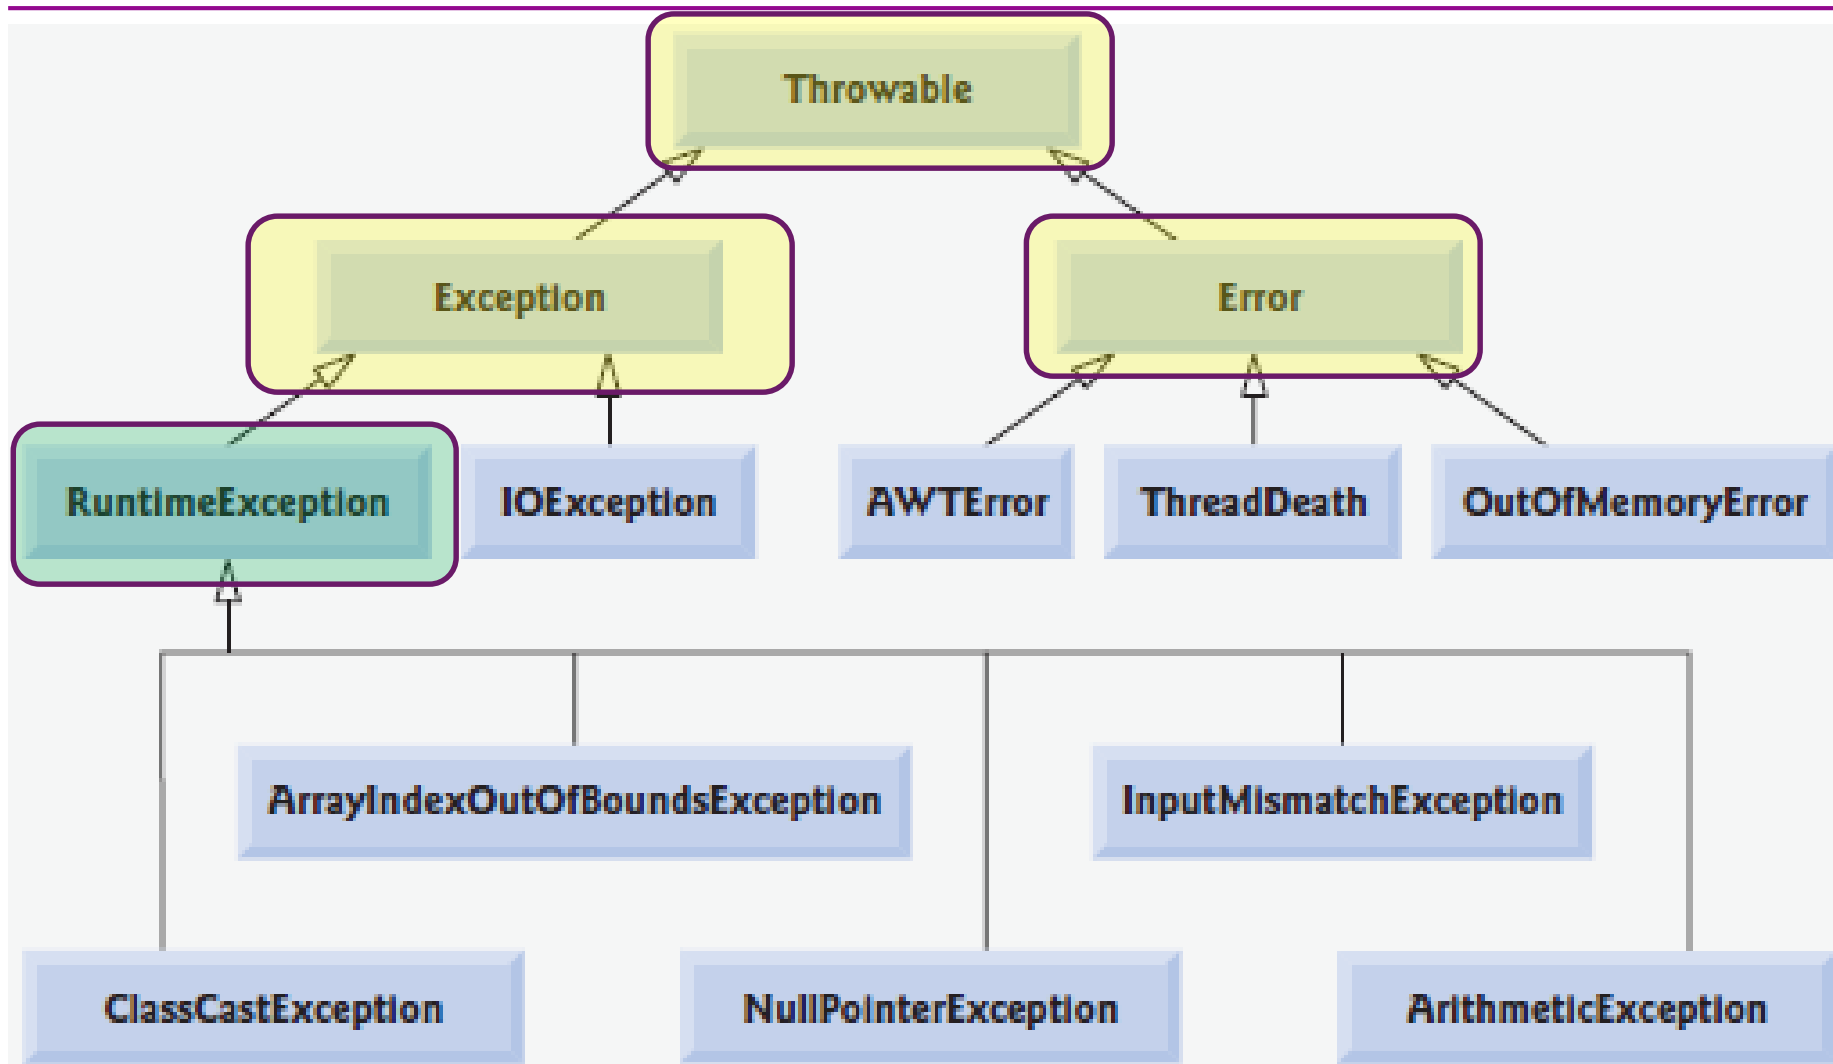 Throwable
Exception
Error
RuntimeException
IOException
AWTError
ThreadDeath
OutOfMemoryError
ArrayIndexOutOfBoundsException
InputMismatchException
ClassCastException
NullPointerException
ArithmeticException